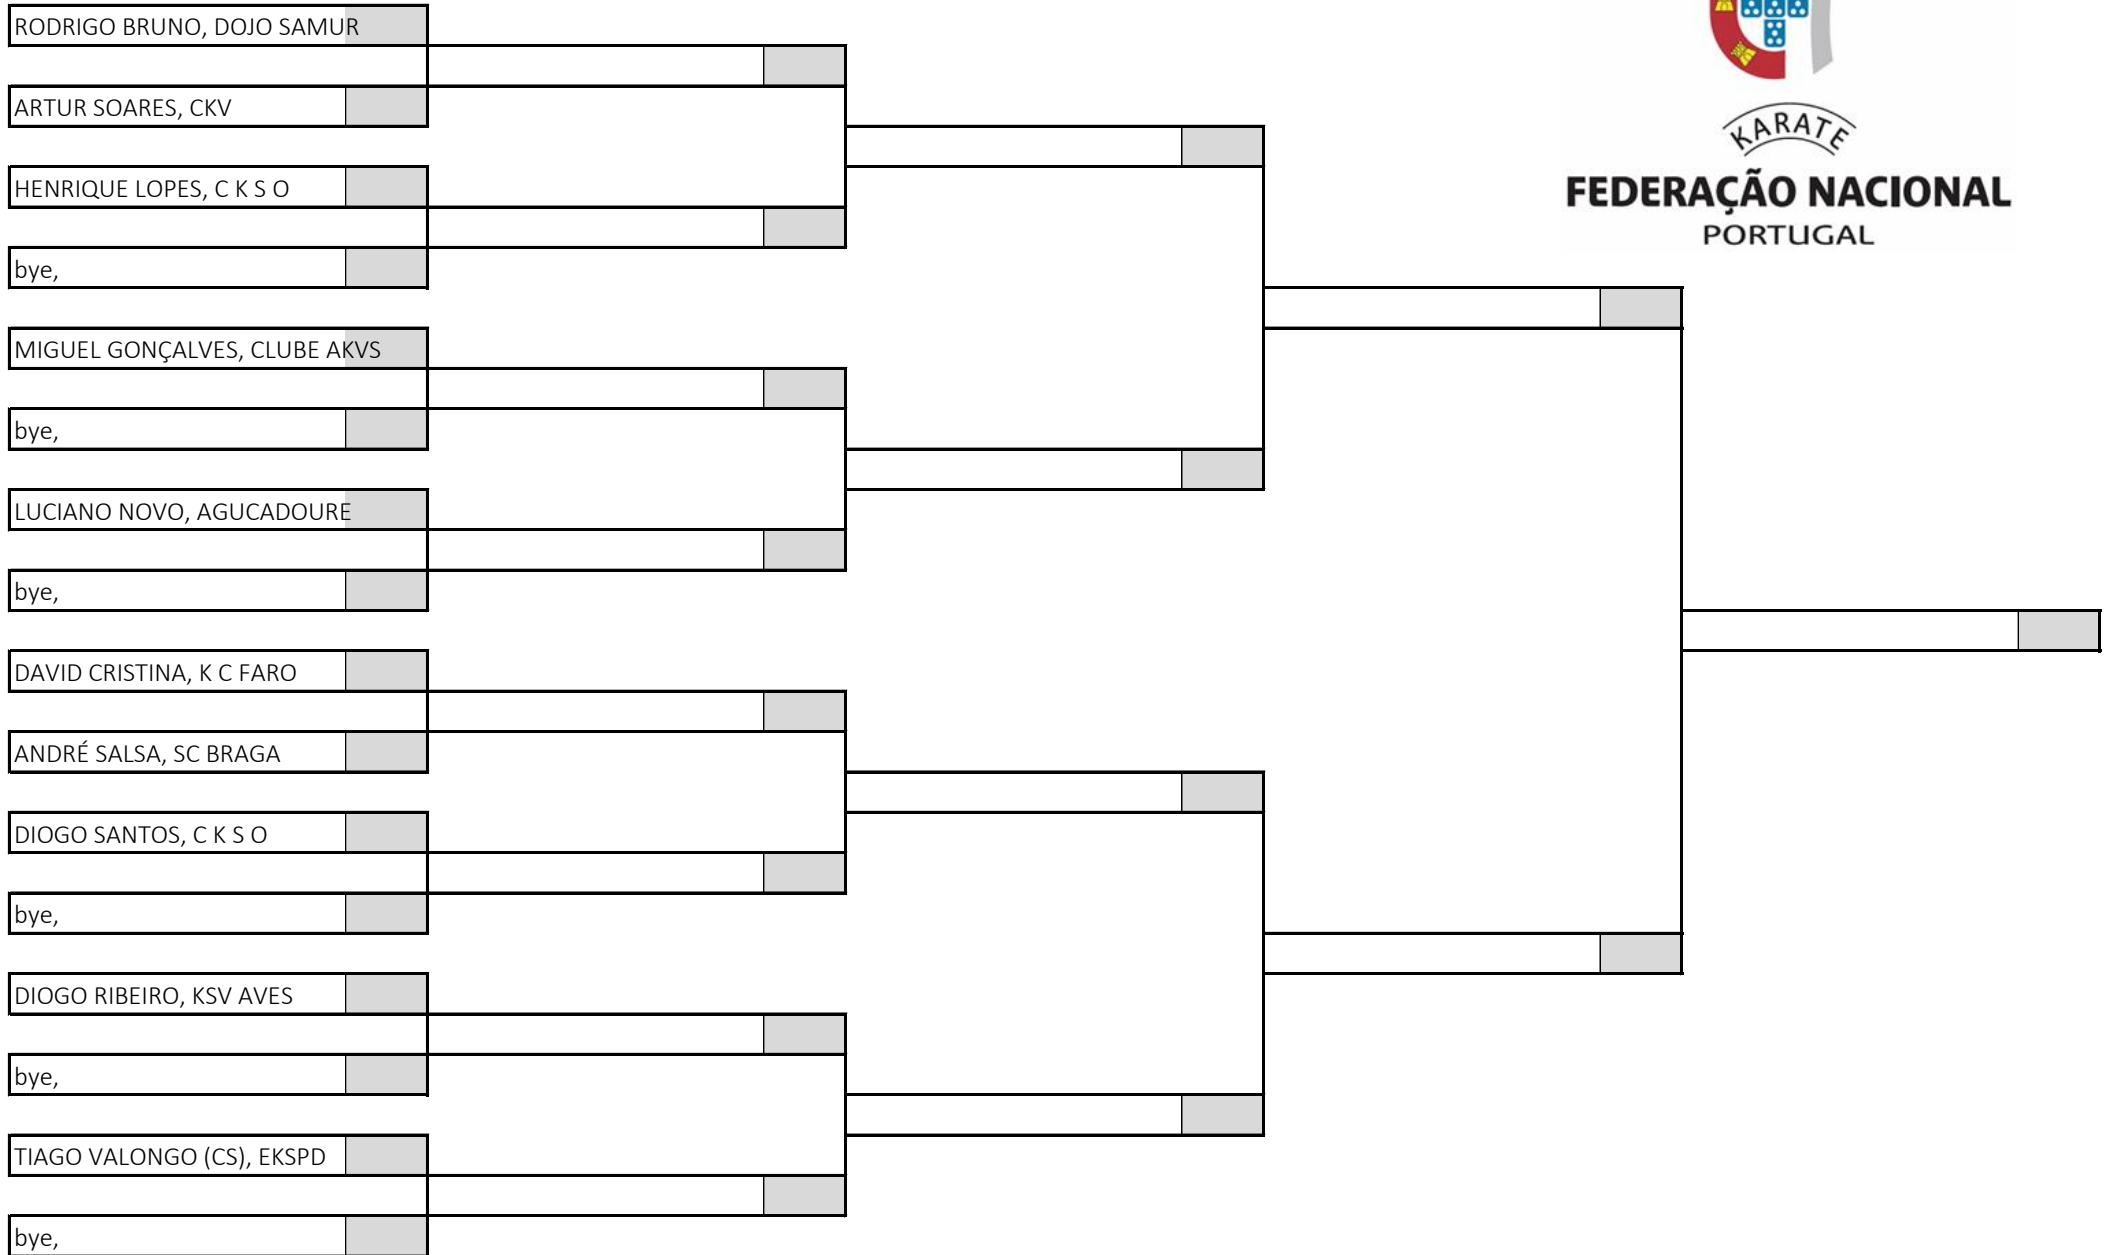 RODRIGO BRUNO, DOJO SAMUR
ARTUR SOARES, CKV
HENRIQUE LOPES, C K S O
bye,
MIGUEL GONÇALVES, CLUBE AKVS
bye,
LUCIANO NOVO, AGUCADOURE
bye,
DAVID CRISTINA, K C FARO
ANDRÉ SALSA, SC BRAGA
DIOGO SANTOS, C K S O
bye,
DIOGO RIBEIRO, KSV AVES
bye,
TIAGO VALONGO (CS), EKSPD
bye,
KARATE
FEDERAÇÃO NACIONAL
PORTUGAL